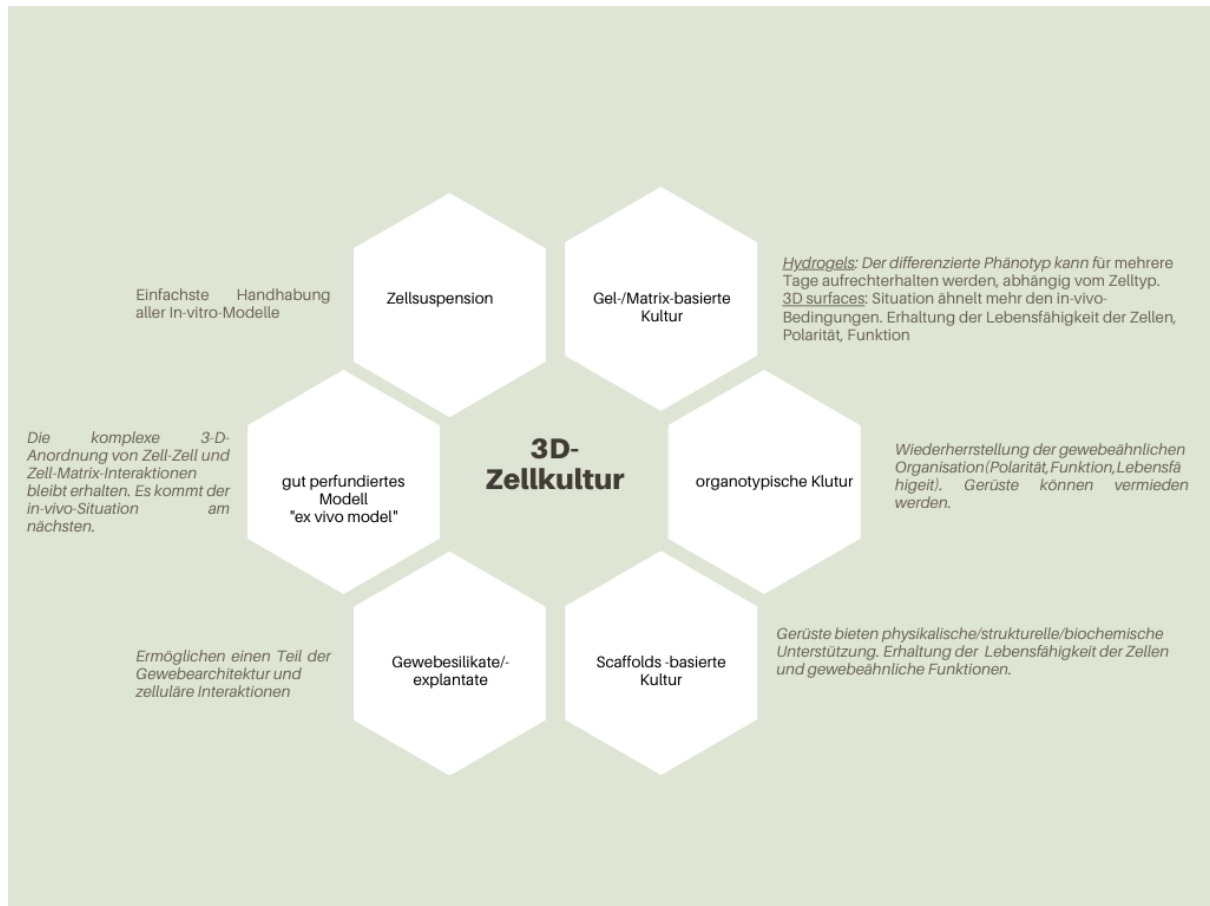 Einfachste Handhabung
aller In-vitro-Modelle
Zellsuspension
Gel-/Matrix-basierte
Kultur
Hydrogels: Der differenzierte Phänotyp kann für mehrere
Tage aufrechterhalten werden, abhängig vom Zelltyp.
3D surfaces: Situation ähnelt mehr den in-vivo-
Bedingungen. Erhaltung der Lebensfähigkeit der Zellen,
Polarität, Funktion
Die komplexe 3-D-
Anordnung von Zell-Zell und
Zell-Matrix-Interaktionen
bleibt erhalten. Es kommt der
in-vivo-Situation am
nächsten.
gut perfundiertes
Modell
"ex vivo model"
3D-
Zellkultur
organotypische Klutur
Wiederherrstellung der gewebeähnlichen
Organisation(Polarität,Funktion,Lebensfä
higeit). Gerüste können vermieden
werden.
Ermöglichen einen Teil der
Gewebearchitektur und
zelluläre Interaktionen
Gewebesilikate/-
explantate
Scaffolds -basierte
Kultur
Gerüste bieten physikalische/strukturelle/biochemische
Unterstützung. Erhaltung der Lebensfähigkeit der Zellen
und gewebeähnliche Funktionen.